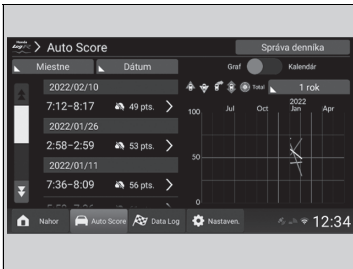 Honda LogR
Auto Score
Správa denníka
Miestne
Dátum
Graf
Kalendár
2022/02/10
7:12-8:17 49 pts.
2022/01/26
2:58-2:59 53 pts.
2022/01/11
7:36-8:09 56 pts.
Total
1 rok
100
50
0
Jul
Oct
2022
Jan
Apr
Nahor
Auto Score
Data Log
Nastaven.
12:34